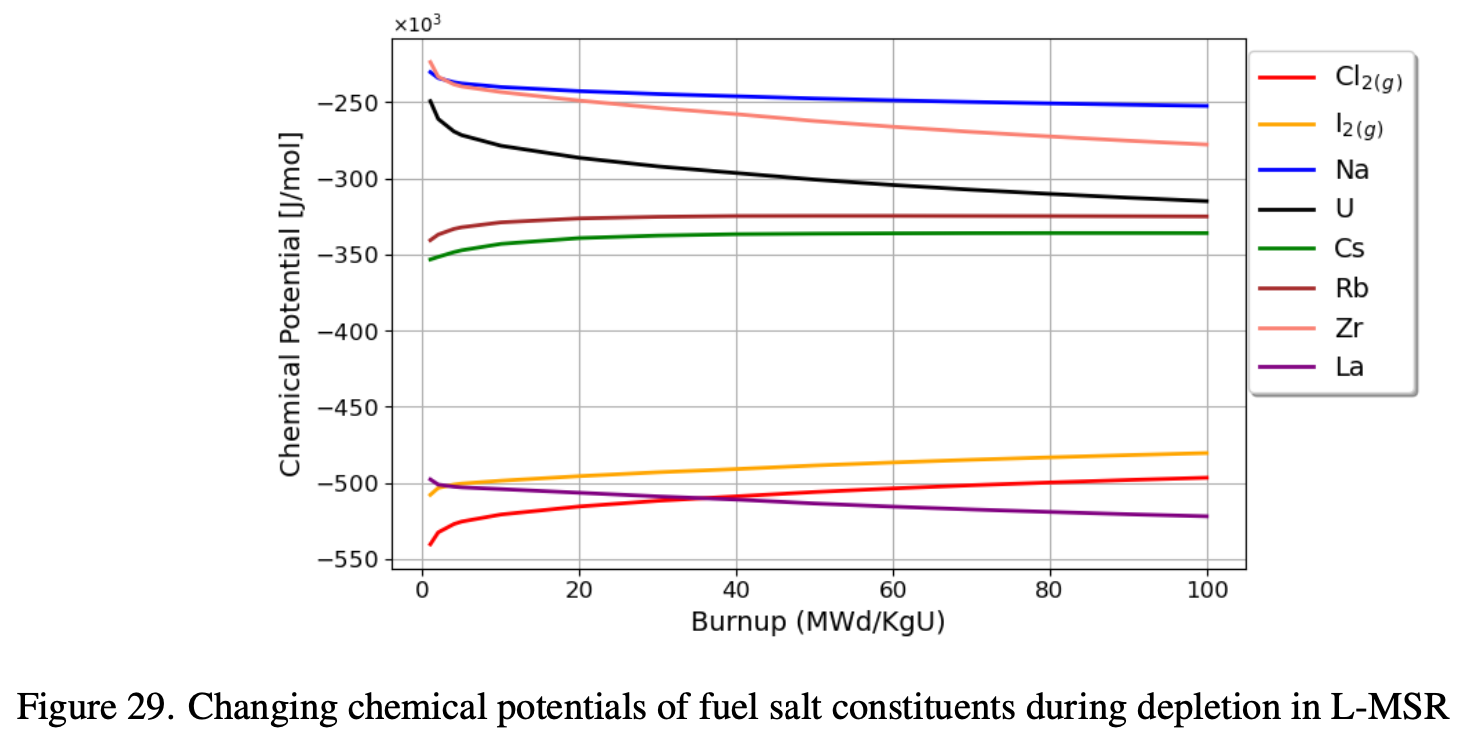 ×10³
−250
−300
−350
−400
−450
−500
−550
Chemical Potential [J/mol]
0 20 40 60 80 100
Burnup (MWd/KgU)
Cl₂₍g₎
I₂₍g₎
Na
U
Cs
Rb
Zr
La
Figure 29. Changing chemical potentials of fuel salt constituents during depletion in L-MSR